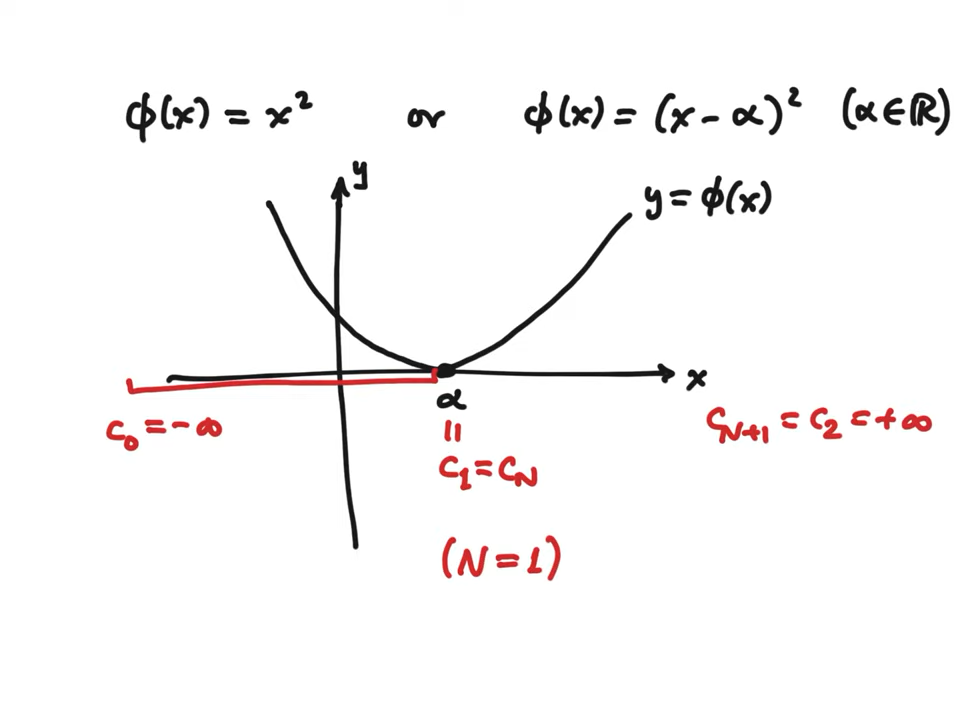 ϕ(x) = x² or ϕ(x) = (x - α)² (α ∈ ℝ)
y
y = ϕ(x)
x
α
c₀ = -∞
॥
c₁ = c_N
c_{N+1} = c₂ = +∞
(N = 1)